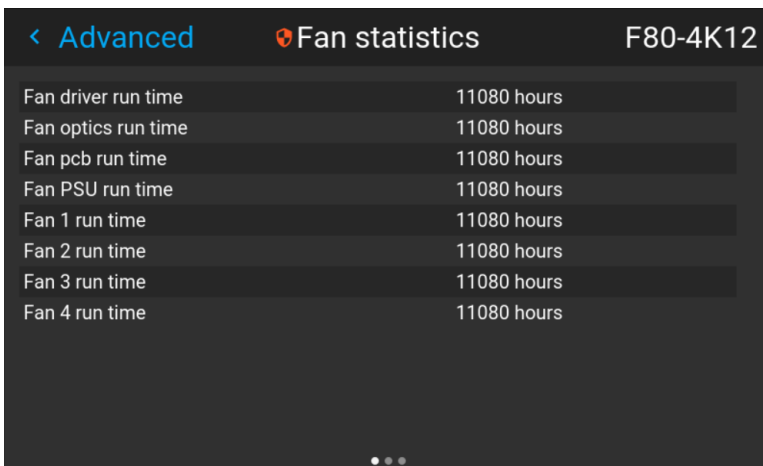 Advanced Fan statistics F80-4K12
Fan driver run time 11080 hours
Fan optics run time 11080 hours
Fan pcb run time 11080 hours
Fan PSU run time 11080 hours
Fan 1 run time 11080 hours
Fan 2 run time 11080 hours
Fan 3 run time 11080 hours
Fan 4 run time 11080 hours